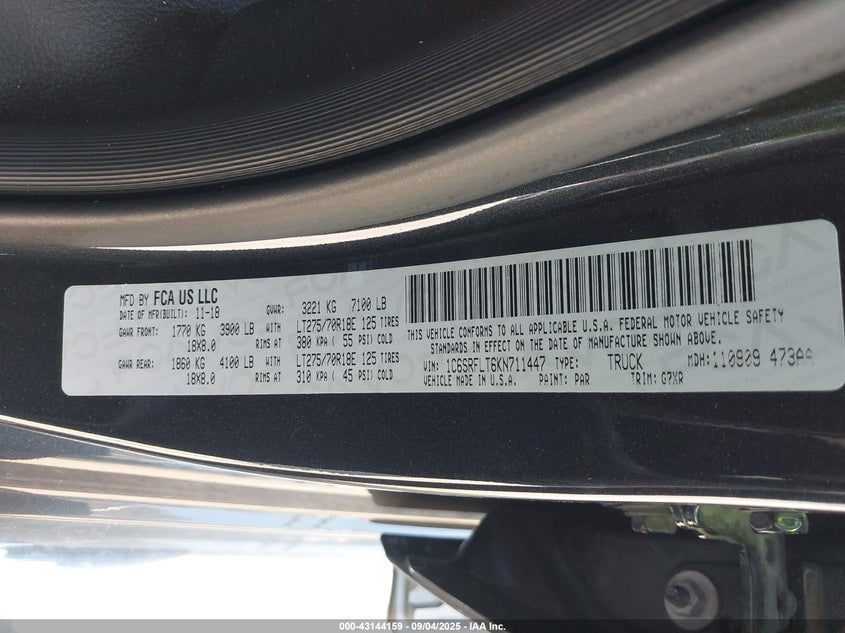 MFD BY FCA US LLC
DATE OF MFR(BUILT): 11-18 GVWR: 3221 KG 7100 LB
GAWR FRONT: 1770 KG 3900 LB WITH LT275/70R18E 125 TIRES
18X8.0 RIMS AT 380 KPA ( 55 PSI) COLD
GAWR REAR: 1860 KG 4100 LB WITH LT275/70R18E 125 TIRES
18X8.0 RIMS AT 310 KPA ( 45 PSI) COLD
THIS VEHICLE CONFORMS TO ALL APPLICABLE U.S.A. FEDERAL MOTOR VEHICLE SAFETY
STANDARDS IN EFFECT ON THE DATE OF MANUFACTURE SHOWN ABOVE.
VIN: 1C6SRFLT6KN711447 TYPE: TRUCK MDH: 110909 473AA
VEHICLE MADE IN U.S.A. PAINT: PAR TRIM: G7XR
000-43144159 - 09/04/2025 - IAA Inc.